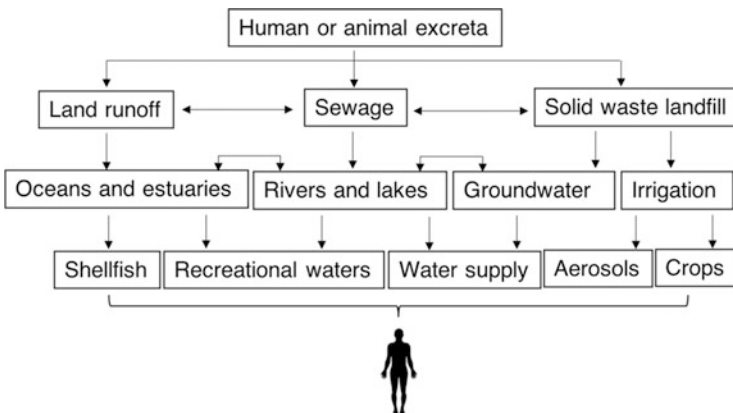 Human or animal excreta
Land runoff
Sewage
Solid waste landfill
Oceans and estuaries
Rivers and lakes
Groundwater
Irrigation
Shellfish
Recreational waters
Water supply
Aerosols
Crops